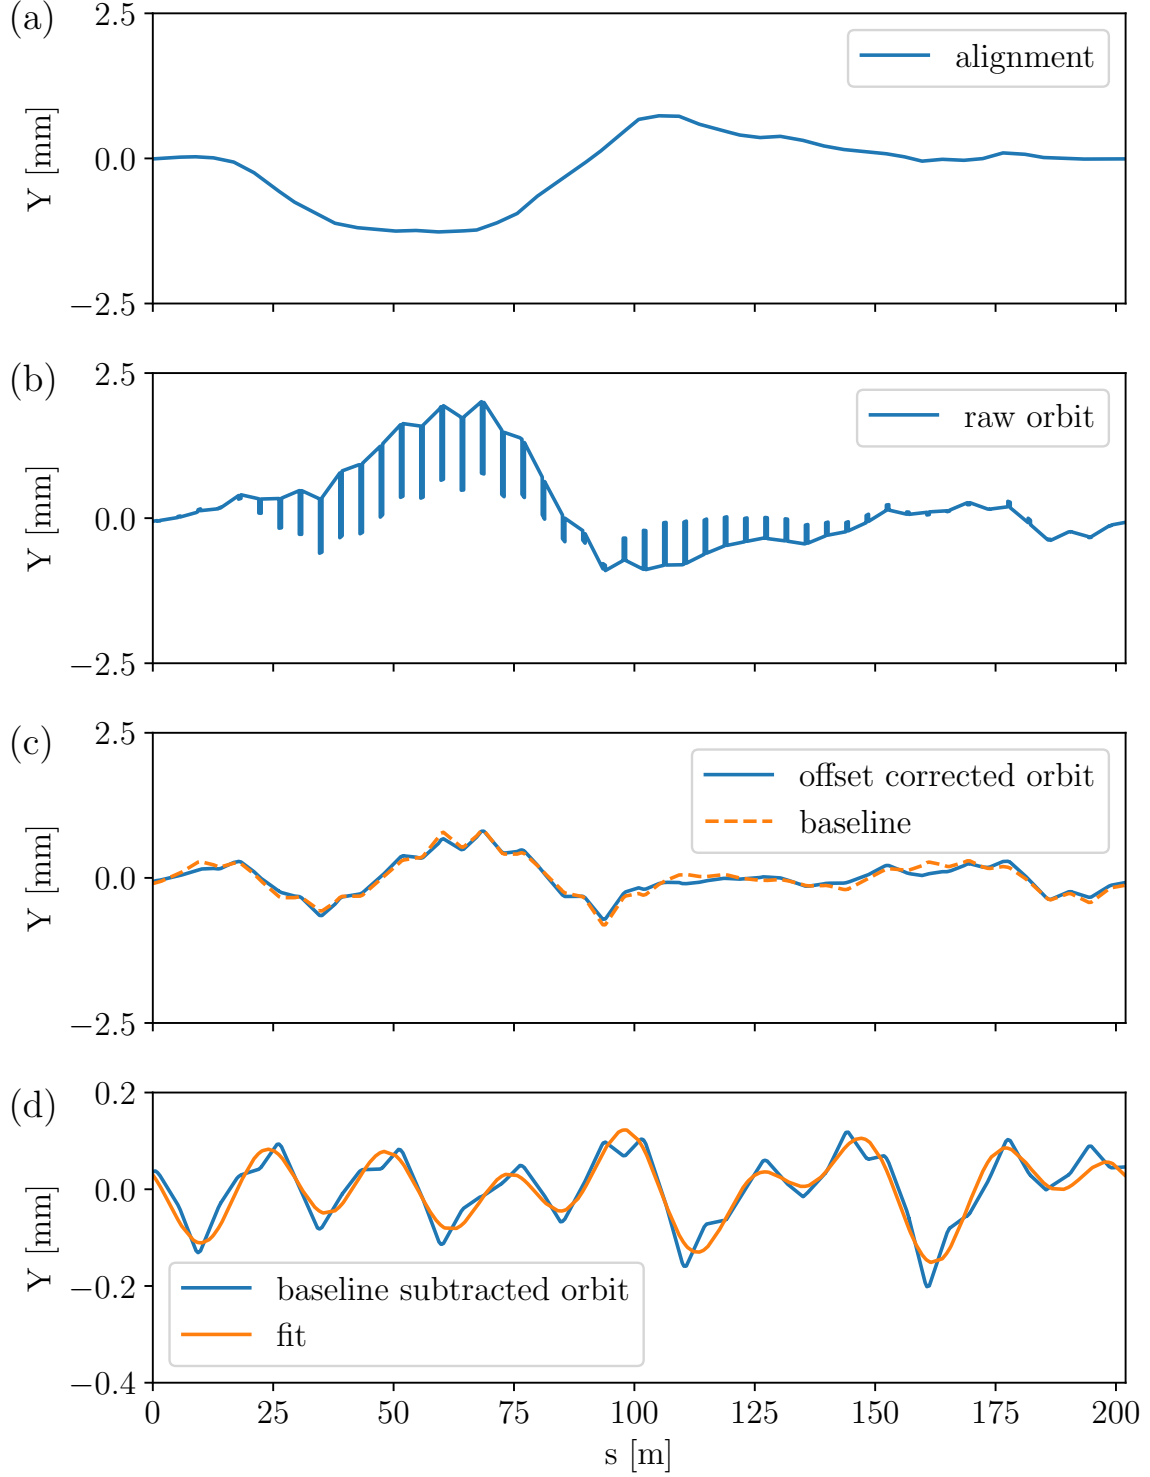 (a)
2.5
0.0
−2.5
Y [mm]
alignment
(b)
2.5
0.0
−2.5
Y [mm]
raw orbit
(c)
2.5
0.0
−2.5
Y [mm]
offset corrected orbit
baseline
(d)
0.2
0.0
−0.2
−0.4
Y [mm]
baseline subtracted orbit
fit
0 25 50 75 100 125 150 175 200
s [m]